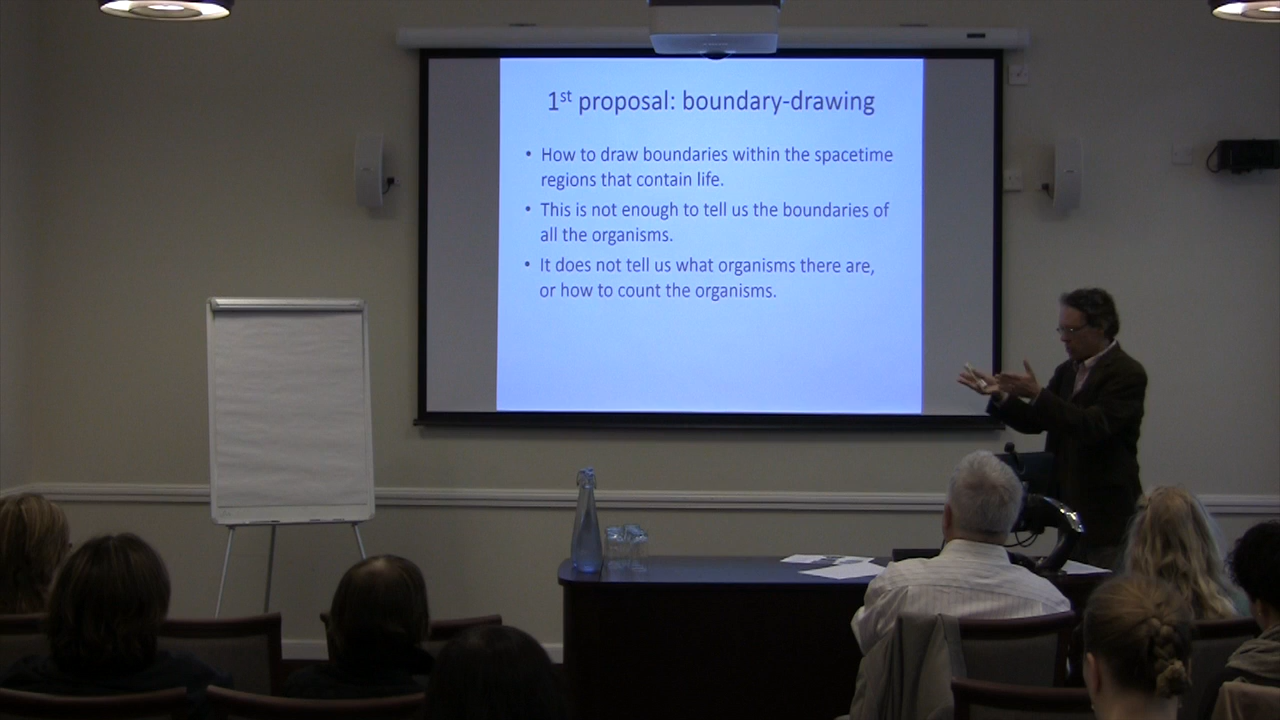 1st proposal: boundary-drawing
• How to draw boundaries within the spacetime
regions that contain life.
• This is not enough to tell us the boundaries of
all the organisms.
• It does not tell us what organisms there are,
or how to count the organisms.